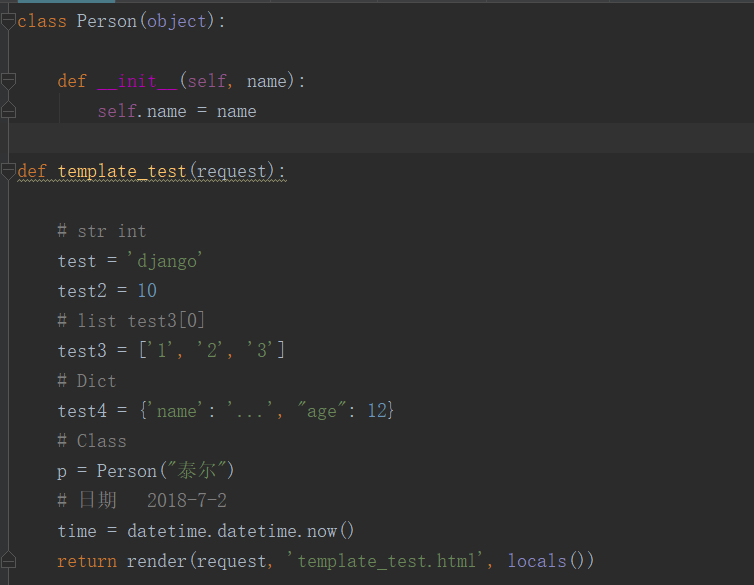 class Person(object):
def __init__(self, name):
self.name = name
def template_test(request):
# str int
test = 'django'
test2 = 10
# list test3[0]
test3 = ['1', '2', '3']
# Dict
test4 = {'name': '...', "age": 12}
# Class
p = Person("泰尔")
# 日期   2018-7-2
time = datetime.datetime.now()
return render(request, 'template_test.html', locals())